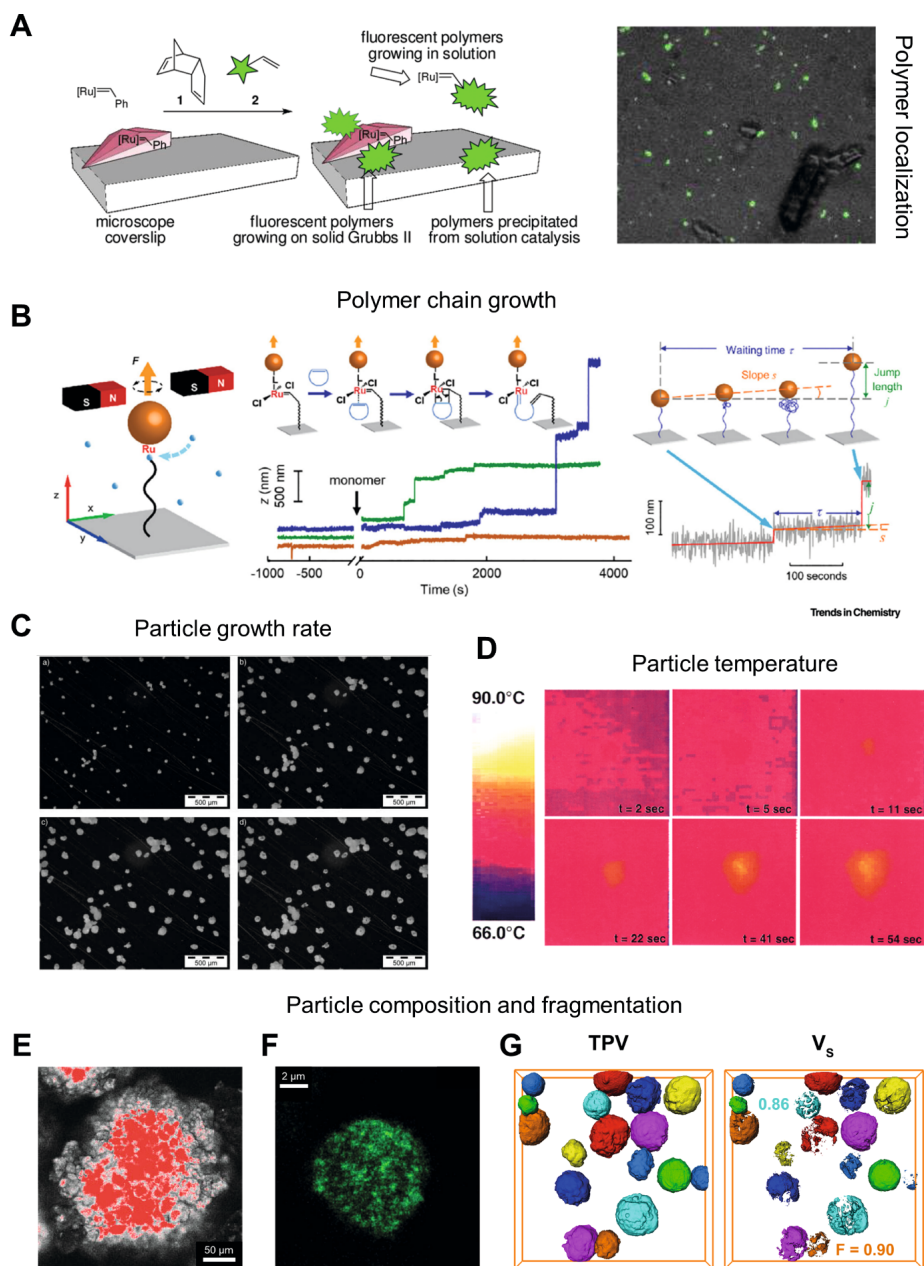 A
fluorescent polymers
growing in solution
[Ru]
Ph
1
2
[Ru]
[Ru]
Ph
[Ru]
Ph
microscope
coverslip
fluorescent polymers
growing on solid Grubbs II
polymers precipitated
from solution catalysis
Polymer localization
B
Polymer chain growth
F
S N
S N
Ru
z
x
y
L
Cl
Ru
Cl
L
Cl
Ru
Cl
L
Cl
Ru
Cl
L
Cl
Ru
Cl
z (nm)
500 nm
monomer
-1000
-500
0
2000
4000
Time (s)
Waiting time τ
Slope s
Jump
length
j
100 nm
τ
j
s
100 seconds
Trends in Chemistry
C
Particle growth rate
a)
500 µm
b)
500 µm
c)
500 µm
d)
500 µm
D
Particle temperature
90.0°C
66.0°C
t = 2 sec
t = 5 sec
t = 11 sec
t = 22 sec
t = 41 sec
t = 54 sec
Particle composition and fragmentation
E
50 µm
F
2 µm
G
TPV
Vs
0.86
F = 0.90